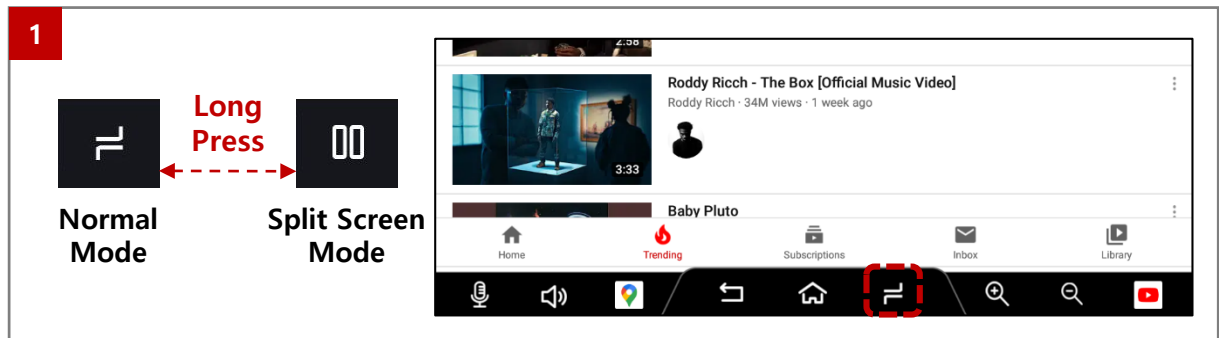 1
Long
Press
Normal
Mode
Split Screen
Mode
2:58
Roddy Ricch - The Box [Official Music Video]
Roddy Ricch · 34M views · 1 week ago
3:33
Baby Pluto
Home
Trending
Subscriptions
Inbox
Library